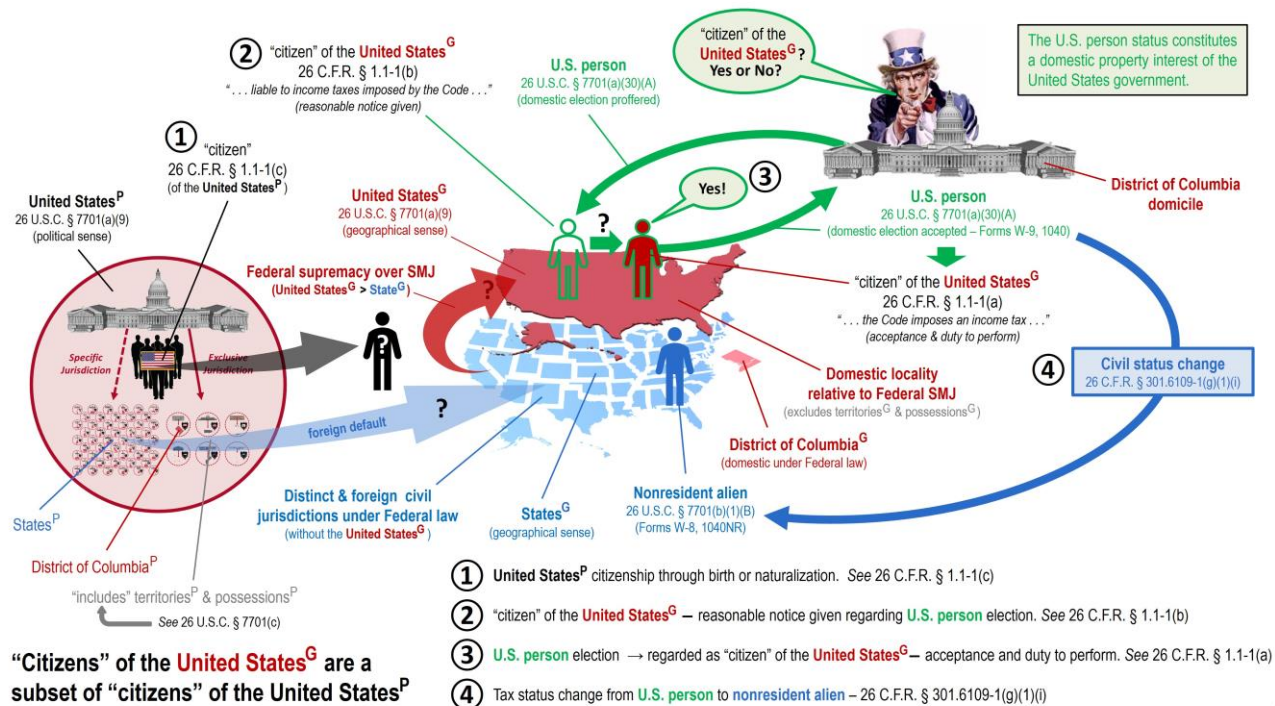 ② "citizen" of the United StatesG
26 C.F.R. § 1.1-1(b)
" . . . liable to income taxes imposed by the Code . . ."
(reasonable notice given)
U.S. person
26 U.S.C. § 7701(a)(30)(A)
(domestic election proffered)
"citizen" of the
United StatesG ?
Yes or No?
The U.S. person status constitutes
a domestic property interest of the
United States government.
①
"citizen"
26 C.F.R. § 1.1-1(c)
(of the United StatesP )
United StatesP
26 U.S.C. § 7701(a)(9)
(political sense)
United StatesG
26 U.S.C. § 7701(a)(9)
(geographical sense)
Yes!
③
?
District of Columbia
domicile
U.S. person
26 U.S.C. § 7701(a)(30)(A)
(domestic election accepted – Forms W-9, 1040)
Federal supremacy over SMJ
(United StatesG > StateG)
?
"citizen" of the United StatesG
26 C.F.R. § 1.1-1(a)
" . . . the Code imposes an income tax . . ."
(acceptance & duty to perform)
Specific
Jurisdiction
Exclusive
Jurisdiction
?
④
Civil status change
26 C.F.R. § 301.6109-1(g)(1)(i)
Domestic locality
relative to Federal SMJ
(excludes territoriesG & possessionsG)
foreign default
?
District of ColumbiaG
(domestic under Federal law)
StatesP
Distinct & foreign civil
jurisdictions under Federal law
(without the United StatesG )
StatesG
(geographical sense)
Nonresident alien
26 U.S.C. § 7701(b)(1)(B)
(Forms W-8, 1040NR)
District of ColumbiaP
"includes" territoriesP & possessionsP
See 26 U.S.C. § 7701(c)
"Citizens" of the United StatesG are a
subset of "citizens" of the United StatesP
① United StatesP citizenship through birth or naturalization. See 26 C.F.R. § 1.1-1(c)
② "citizen" of the United StatesG – reasonable notice given regarding U.S. person election. See 26 C.F.R. § 1.1-1(b)
③ U.S. person election → regarded as "citizen" of the United StatesG – acceptance and duty to perform. See 26 C.F.R. § 1.1-1(a)
④ Tax status change from U.S. person to nonresident alien – 26 C.F.R. § 301.6109-1(g)(1)(i)